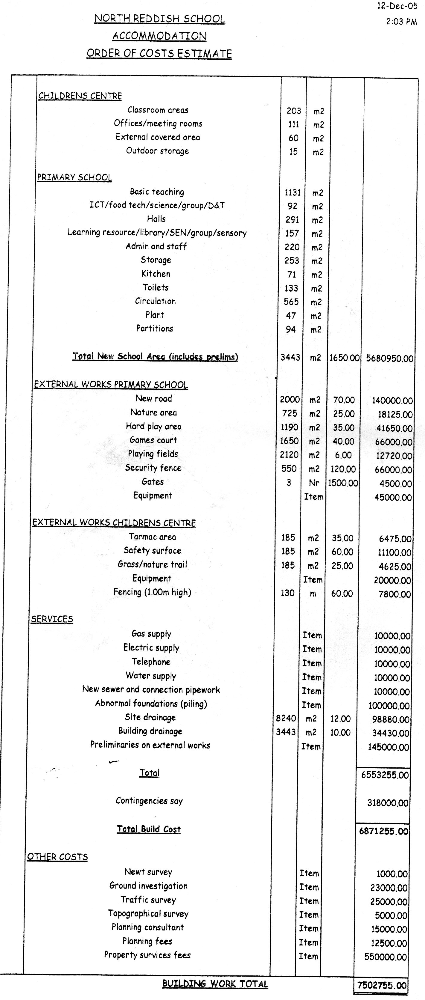 12-Dec-05
2:03 PM
NORTH REDDISH SCHOOL
ACCOMMODATION
ORDER OF COSTS ESTIMATE
CHILDRENS CENTRE
Classroom areas 203 m2
Offices/meeting rooms 111 m2
External covered area 60 m2
Outdoor storage 15 m2
PRIMARY SCHOOL
Basic teaching 1131 m2
ICT/food tech/science/group/D&T 92 m2
Halls 291 m2
Learning resource/library/SEN/group/sensory 157 m2
Admin and staff 220 m2
Storage 253 m2
Kitchen 71 m2
Toilets 133 m2
Circulation 565 m2
Plant 47 m2
Partitions 94 m2
Total New School Area (includes prelims) 3443 m2 1650.00 5680950.00
EXTERNAL WORKS PRIMARY SCHOOL
New road 2000 m2 70.00 140000.00
Nature area 725 m2 25.00 18125.00
Hard play area 1190 m2 35.00 41650.00
Games court 1650 m2 40.00 66000.00
Playing fields 2120 m2 6.00 12720.00
Security fence 550 m2 120.00 66000.00
Gates 3 Nr 1500.00 4500.00
Equipment Item 45000.00
EXTERNAL WORKS CHILDRENS CENTRE
Tarmac area 185 m2 35.00 6475.00
Safety surface 185 m2 60.00 11100.00
Grass/nature trail 185 m2 25.00 4625.00
Equipment Item 20000.00
Fencing (1.00m high) 130 m 60.00 7800.00
SERVICES
Gas supply Item 10000.00
Electric supply Item 10000.00
Telephone Item 10000.00
Water supply Item 10000.00
New sewer and connection pipework Item 10000.00
Abnormal foundations (piling) Item 100000.00
Site drainage 8240 m2 12.00 98880.00
Building drainage 3443 m2 10.00 34430.00
Preliminaries on external works Item 145000.00
Total 6553255.00
Contingencies say 318000.00
Total Build Cost 6871255.00
OTHER COSTS
Newt survey Item 1000.00
Ground investigation Item 23000.00
Traffic survey Item 25000.00
Topographical survey Item 5000.00
Planning consultant Item 15000.00
Planning fees Item 12500.00
Property survices fees Item 550000.00
BUILDING WORK TOTAL 7502755.00